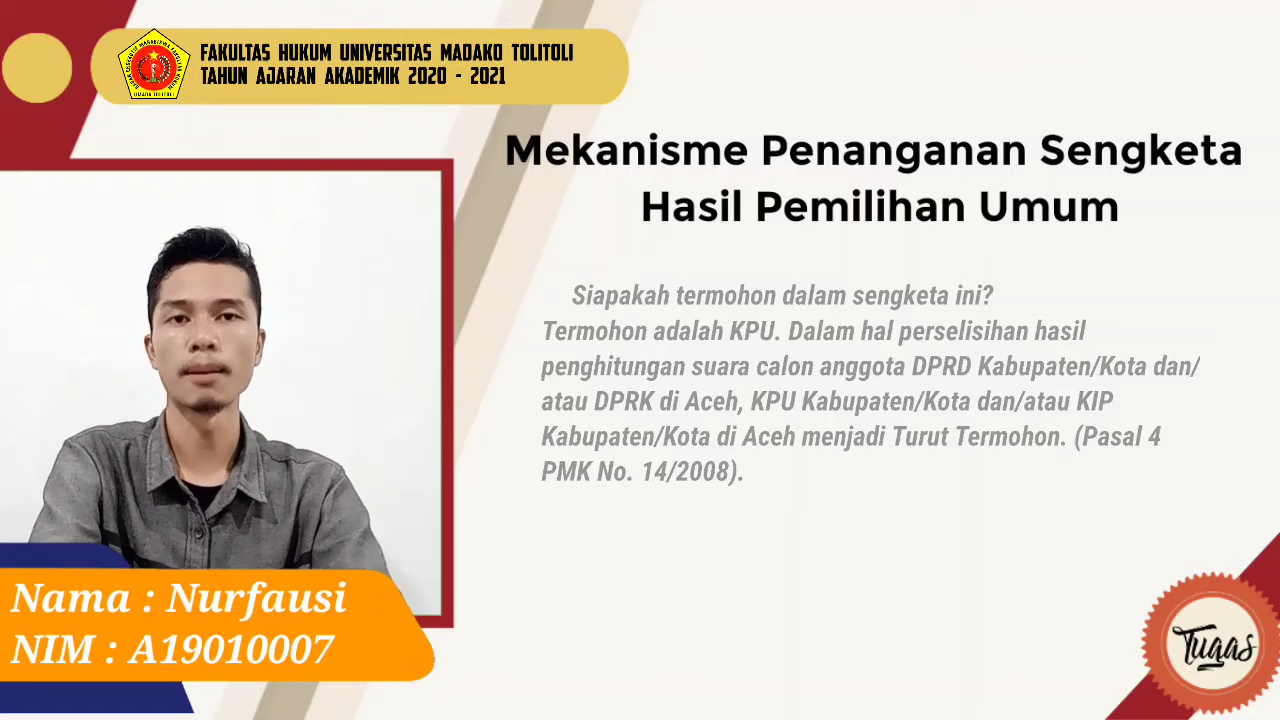 FAKULTAS HUKUM UNIVERSITAS MADAKO TOLITOLI
TAHUN AJARAN AKADEMIK 2020 - 2021
UMADA TOLITOLI
Mekanisme Penanganan Sengketa
Hasil Pemilihan Umum
Siapakah termohon dalam sengketa ini?
Termohon adalah KPU. Dalam hal perselisihan hasil
penghitungan suara calon anggota DPRD Kabupaten/Kota dan/
atau DPRK di Aceh, KPU Kabupaten/Kota dan/atau KIP
Kabupaten/Kota di Aceh menjadi Turut Termohon. (Pasal 4
PMK No. 14/2008).
Nama : Nurfausi
NIM : A19010007
Tugas